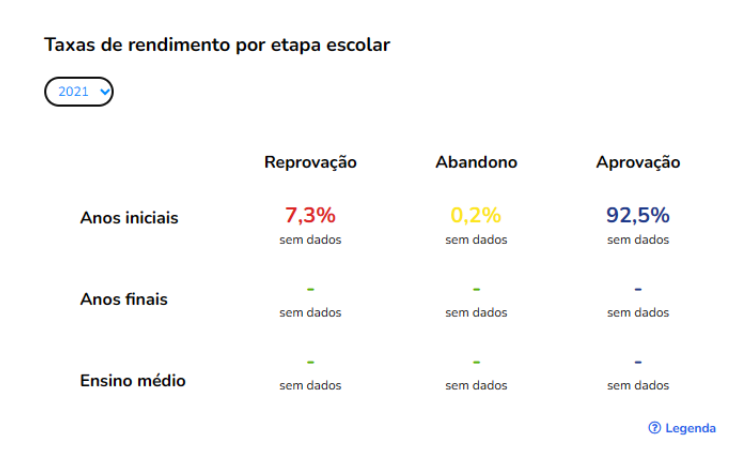 Taxas de rendimento por etapa escolar
2021
Reprovação Abandono Aprovação
Anos iniciais 7,3% 0,2% 92,5%
sem dados sem dados sem dados
Anos finais - - -
sem dados sem dados sem dados
Ensino médio - - -
sem dados sem dados sem dados
? Legenda